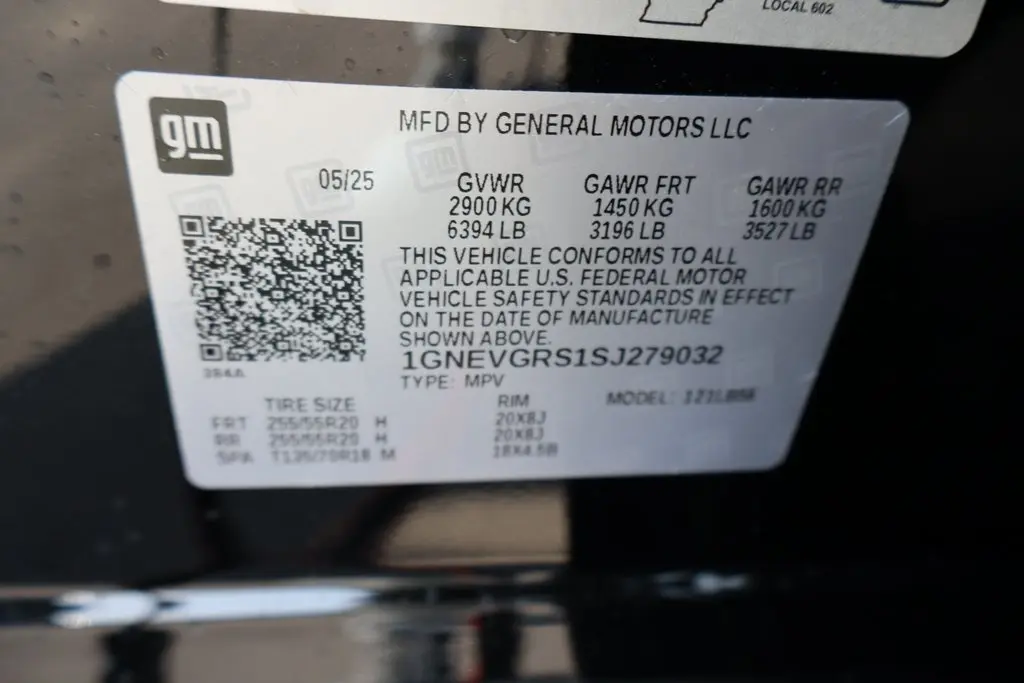 LOCAL 602
gm
MFD BY GENERAL MOTORS LLC
05/25
GVWR GAWR FRT GAWR RR
2900 KG 1450 KG 1600 KG
6394 LB 3196 LB 3527 LB
THIS VEHICLE CONFORMS TO ALL
APPLICABLE U.S. FEDERAL MOTOR
VEHICLE SAFETY STANDARDS IN EFFECT
ON THE DATE OF MANUFACTURE
SHOWN ABOVE.
1GNEVGRS1SJ279032
TYPE: MPV
TIRE SIZE RIM MODEL:
FRT 255/55R20 H 20X8J
RR 255/55R20 H 20X8J
SPA T135/70R18 M 18X4.5B